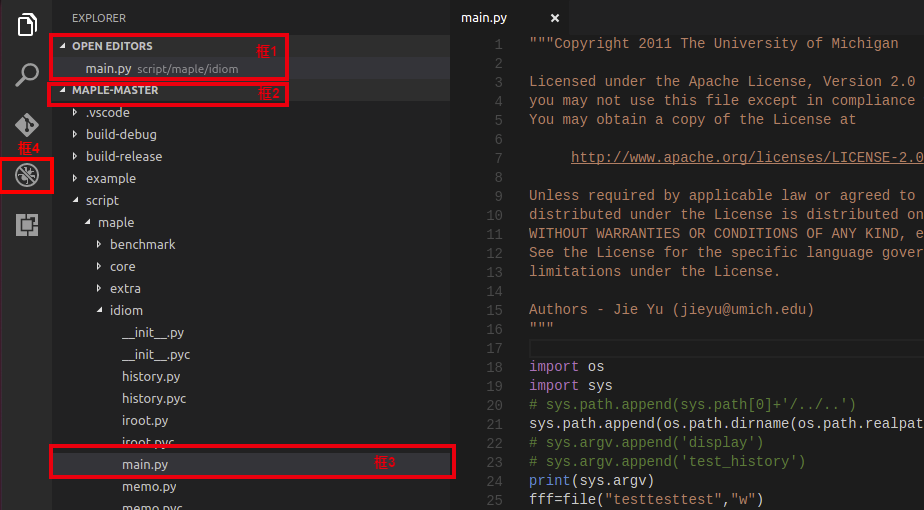 EXPLORER
OPEN EDITORS
框1
main.py script/maple/idiom
MAPLE-MASTER
框2
.vscode
框4
build-debug
build-release
example
script
maple
benchmark
core
extra
idiom
__init__.py
__init__.pyc
history.py
history.pyc
iroot.py
iroot.pyc
main.py
框3
memo.py
memo.pyc
main.py ×
1 """Copyright 2011 The University of Michigan
2
3 Licensed under the Apache License, Version 2.0
4 you may not use this file except in compliance
5 You may obtain a copy of the License at
6
7 http://www.apache.org/licenses/LICENSE-2.0
8
9 Unless required by applicable law or agreed to
10 distributed under the License is distributed on
11 WITHOUT WARRANTIES OR CONDITIONS OF ANY KIND, e
12 See the License for the specific language gover
13 limitations under the License.
14
15 Authors - Jie Yu (jieyu@umich.edu)
16 """
17
18 import os
19 import sys
20 # sys.path.append(sys.path[0]+'/../..')
21 sys.path.append(os.path.dirname(os.path.realpat
22 # sys.argv.append('display')
23 # sys.argv.append('test_history')
24 print(sys.argv)
25 fff=file("testtesttest","w")